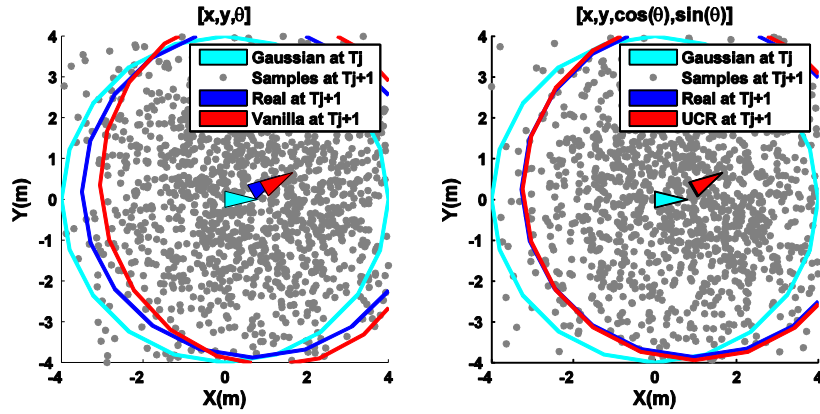 [x,y,θ]
4
3
2
1
0
-1
-2
-3
-4
Y(m)
-4
-2
0
2
4
X(m)
Gaussian at Tj
Samples at Tj+1
Real at Tj+1
Vanilla at Tj+1
[x,y,cos(θ),sin(θ)]
4
3
2
1
0
-1
-2
-3
-4
Y(m)
-4
-2
0
2
4
X(m)
Gaussian at Tj
Samples at Tj+1
Real at Tj+1
UCR at Tj+1